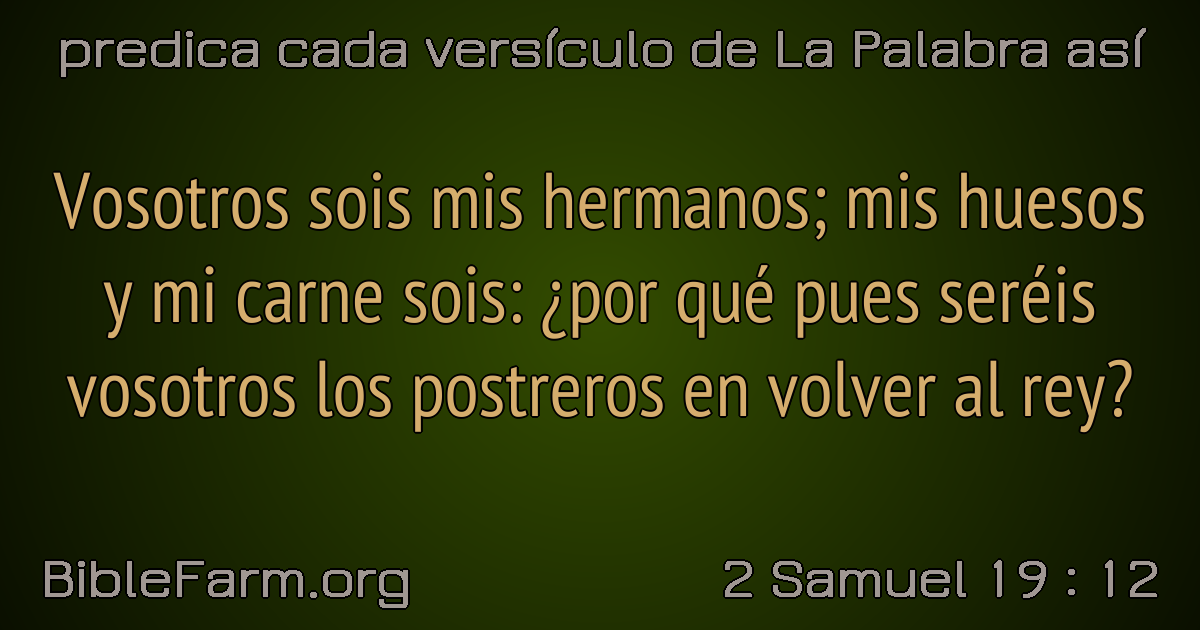 predica cada versículo de La Palabra así
Vosotros sois mis hermanos; mis huesos
y mi carne sois: ¿por qué pues seréis
vosotros los postreros en volver al rey?
BibleFarm.org
2 Samuel 19 : 12